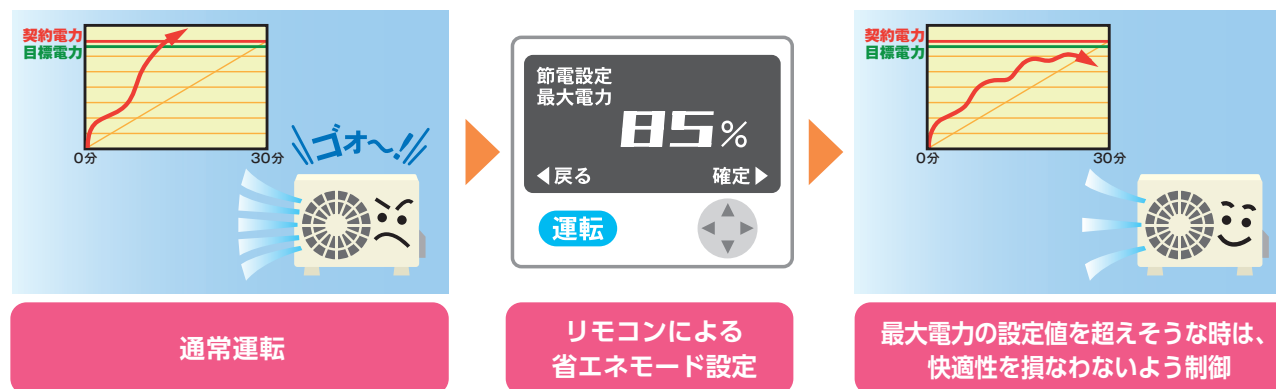 契約電力
目標電力
0分
30分
ゴオ〜!!
通常運転
節電設定
最大電力
85%
◀戻る
確定▶
運転
リモコンによる
省エネモード設定
契約電力
目標電力
0分
30分
最大電力の設定値を超えそうな時は、
快適性を損なわないよう制御